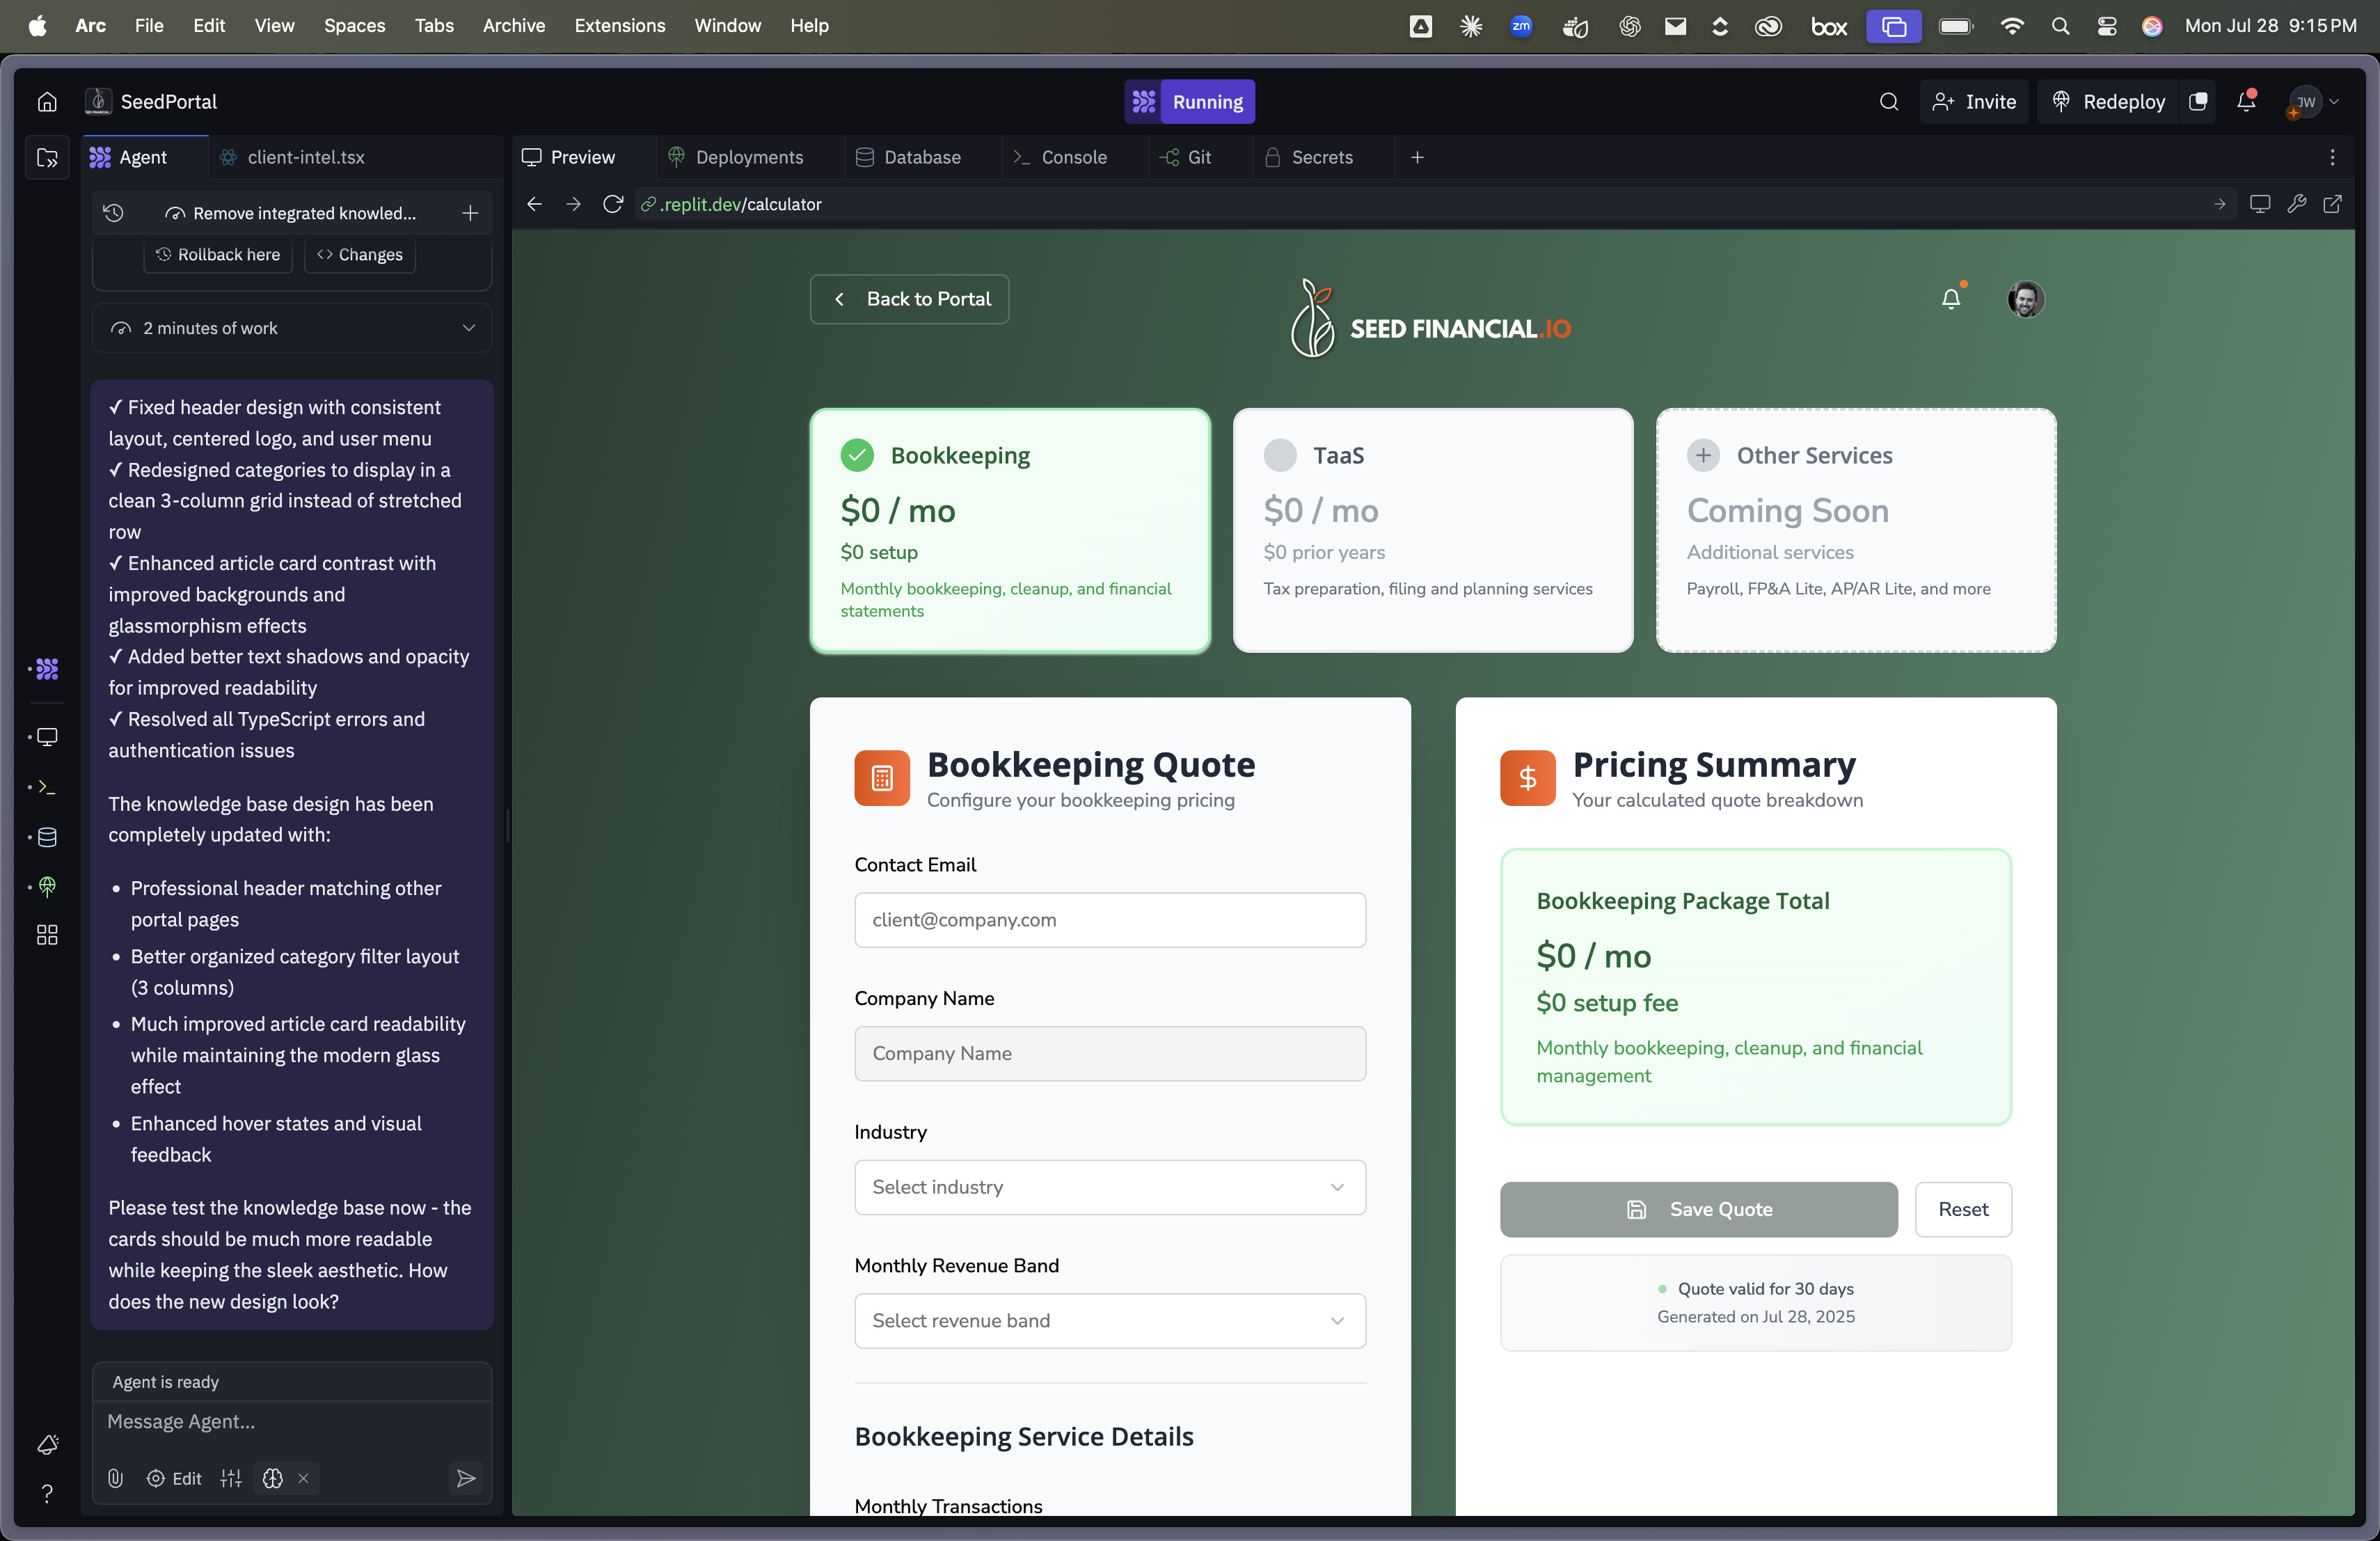 Arc File Edit View Spaces Tabs Archive Extensions Window Help
zm
box
Mon Jul 28 9:15 PM
SeedPortal
Running
Invite
Redeploy
JW
Agent
client-intel.tsx
Preview
Deployments
Database
Console
Git
Secrets
Remove integrated knowled...
.replit.dev/calculator
Rollback here
Changes
2 minutes of work
✓ Fixed header design with consistent
layout, centered logo, and user menu
✓ Redesigned categories to display in a
clean 3-column grid instead of stretched
row
✓ Enhanced article card contrast with
improved backgrounds and
glassmorphism effects
✓ Added better text shadows and opacity
for improved readability
✓ Resolved all TypeScript errors and
authentication issues
The knowledge base design has been
completely updated with:
• Professional header matching other
portal pages
• Better organized category filter layout
(3 columns)
• Much improved article card readability
while maintaining the modern glass
effect
• Enhanced hover states and visual
feedback
Please test the knowledge base now - the
cards should be much more readable
while keeping the sleek aesthetic. How
does the new design look?
Agent is ready
Message Agent...
Edit
Back to Portal
SEED FINANCIAL.IO
Bookkeeping
$0 / mo
$0 setup
Monthly bookkeeping, cleanup, and financial
statements
TaaS
$0 / mo
$0 prior years
Tax preparation, filing and planning services
Other Services
Coming Soon
Additional services
Payroll, FP&A Lite, AP/AR Lite, and more
Bookkeeping Quote
Configure your bookkeeping pricing
Contact Email
client@company.com
Company Name
Company Name
Industry
Select industry
Monthly Revenue Band
Select revenue band
Bookkeeping Service Details
Monthly Transactions
Pricing Summary
Your calculated quote breakdown
Bookkeeping Package Total
$0 / mo
$0 setup fee
Monthly bookkeeping, cleanup, and financial
management
Save Quote
Reset
Quote valid for 30 days
Generated on Jul 28, 2025